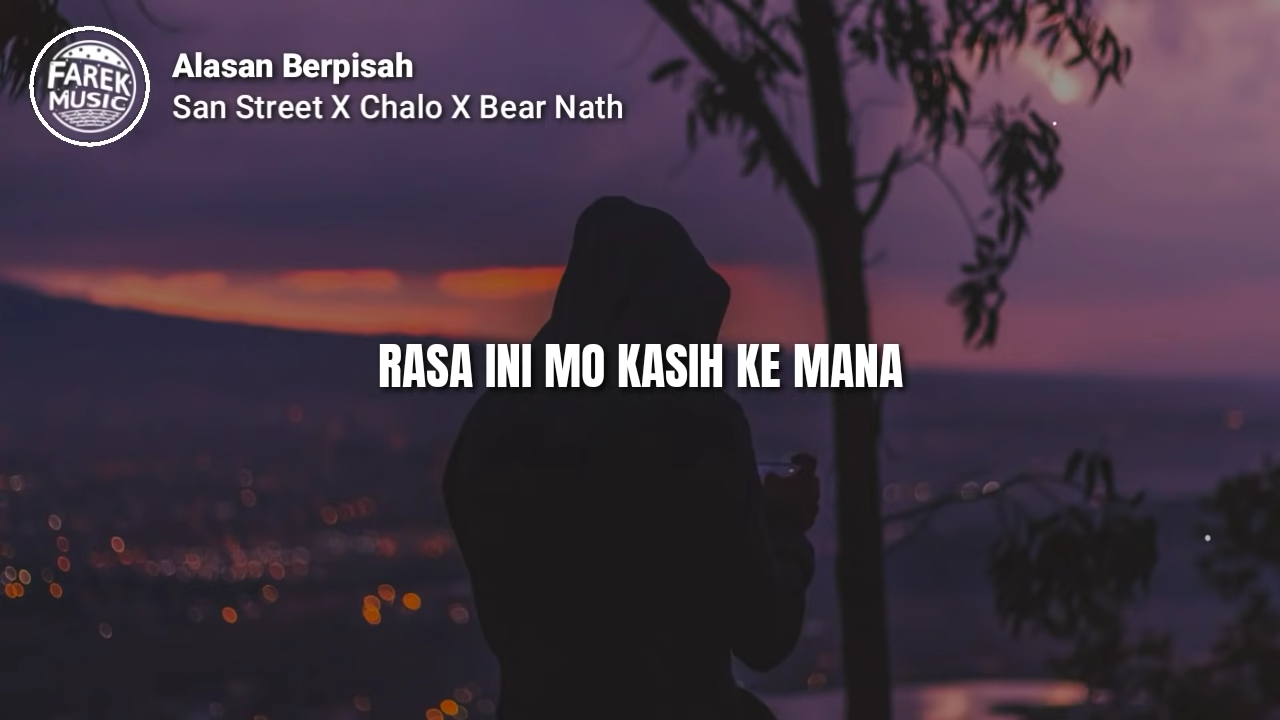 FAREK
MUSIC
Alasan Berpisah
San Street X Chalo X Bear Nath
RASA INI MO KASIH KE MANA